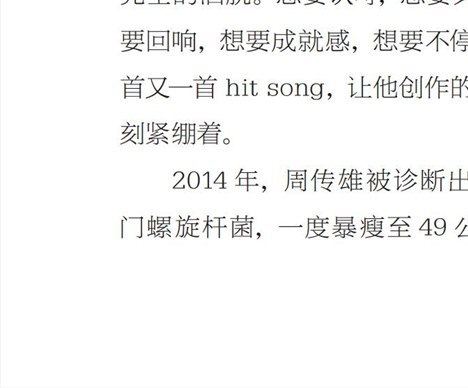 要回响，想要成就感，想要不停
首又一首 hit song，让他创作的
刻紧绷着。
2014 年，周传雄被诊断出
门螺旋杆菌，一度暴瘦至 49 公